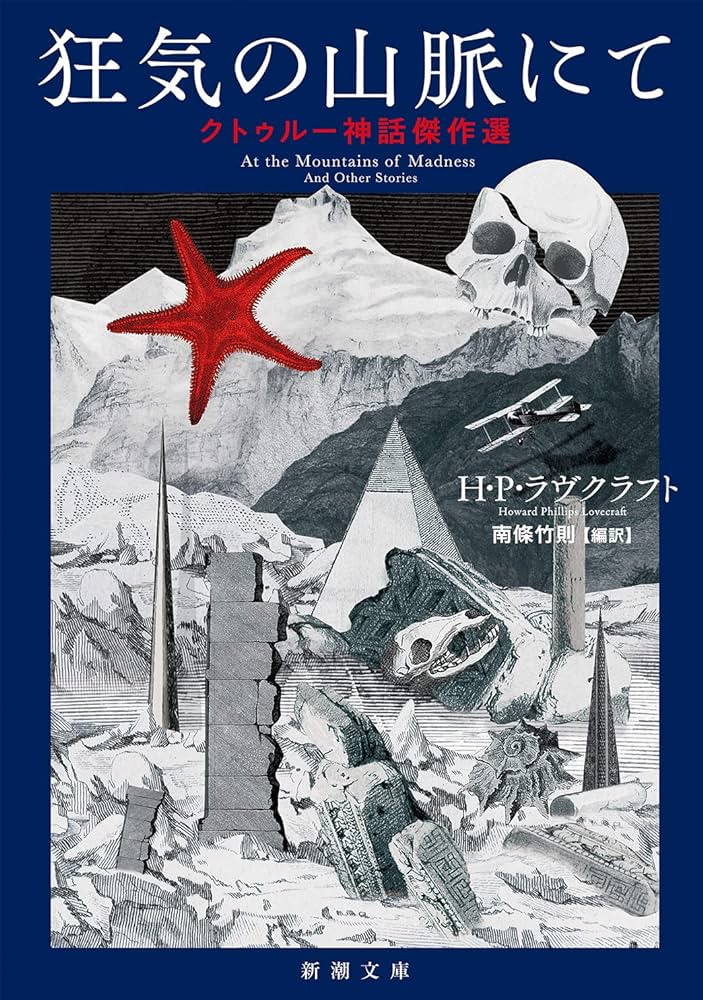 狂気の山脈にて
クトゥルー神話傑作選
At the Mountains of Madness
And Other Stories
H・P・ラヴクラフト
Howard Phillips Lovecraft
南條竹則【編訳】
新潮文庫